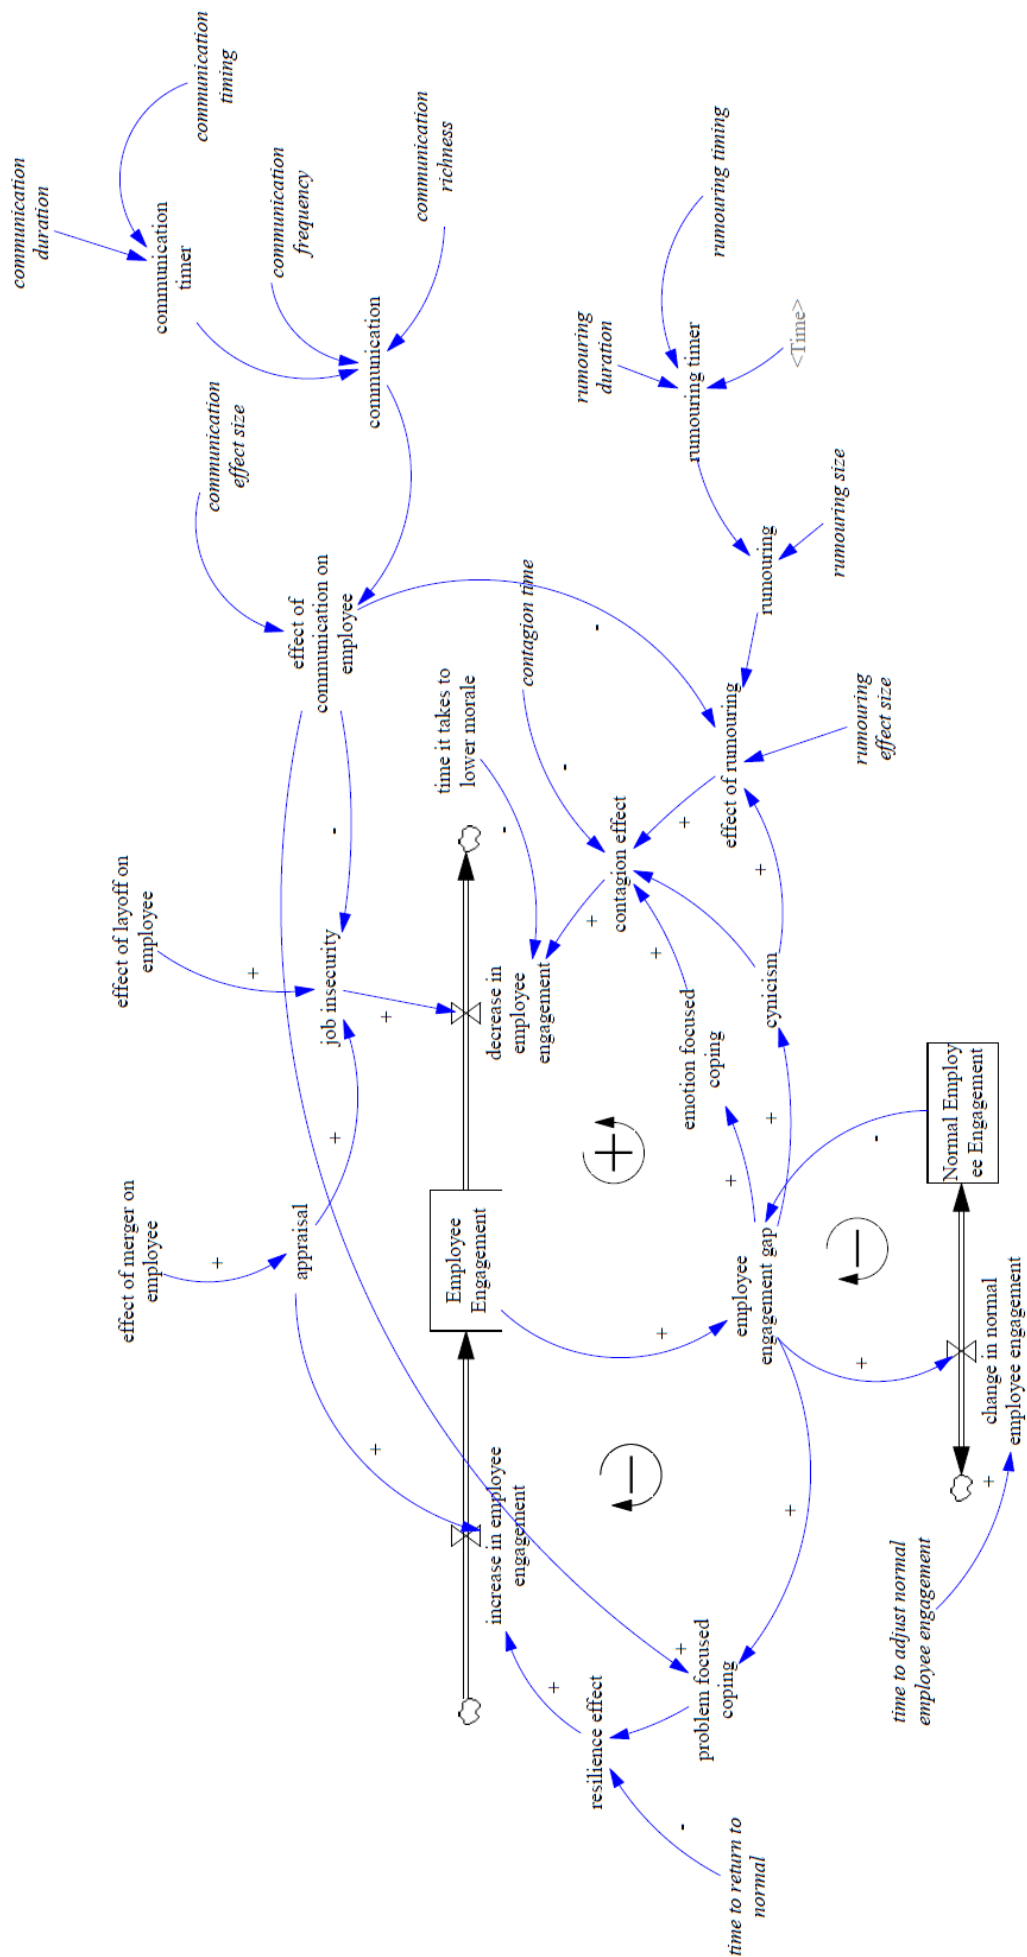 communication
duration
communication
timing
communication
timer
communication
frequency
communication
richness
communication
communication
effect size
effect of
communication on
employee
rumouring timing
rumouring
duration
<Time>
rumouring timer
rumouring size
rumouring
contagion time
rumouring
effect size
effect of rumouring
time it takes to
lower morale
contagion effect
effect of layoff on
employee
job insecurity
decrease in
employee
engagement
emotion focused
coping
cynicism
effect of merger on
employee
appraisal
Employee
Engagement
employee
engagement gap
Normal Employ
ee Engagement
change in normal
employee engagement
increase in employee
engagement
time to adjust normal
employee engagement
problem focused
coping
resilience effect
time to return to
normal
+
+
+
-
+
+
-
+
-
-
+
+
+
+
+
+
+
+
+
+
+
-
+
+
-
+
-
-